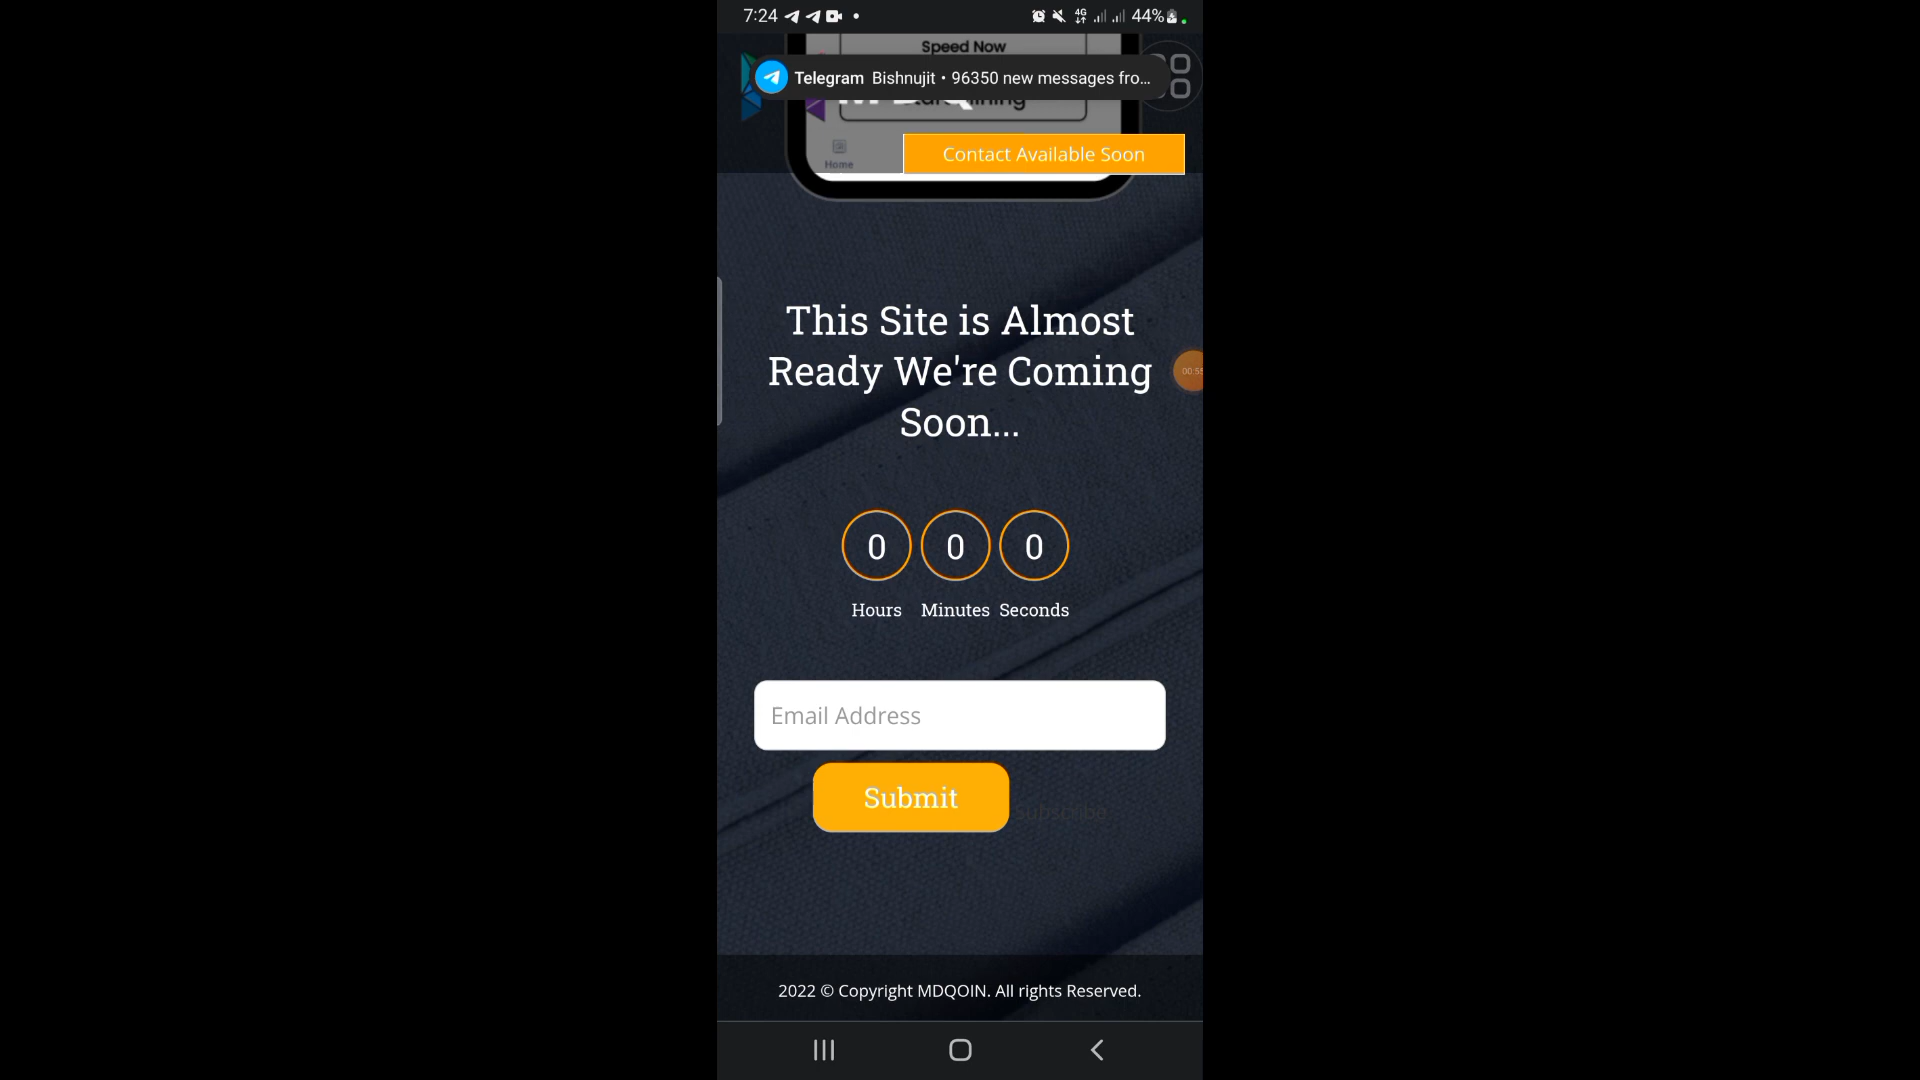 7:24
4G
44%
Speed Now
Telegram Bishnujit • 96350 new messages fro...
Home
Contact Available Soon
This Site is Almost
Ready We're Coming
Soon...
0 0 0
Hours Minutes Seconds
Email Address
Submit
Subscribe
2022 © Copyright MDQOIN. All rights Reserved.